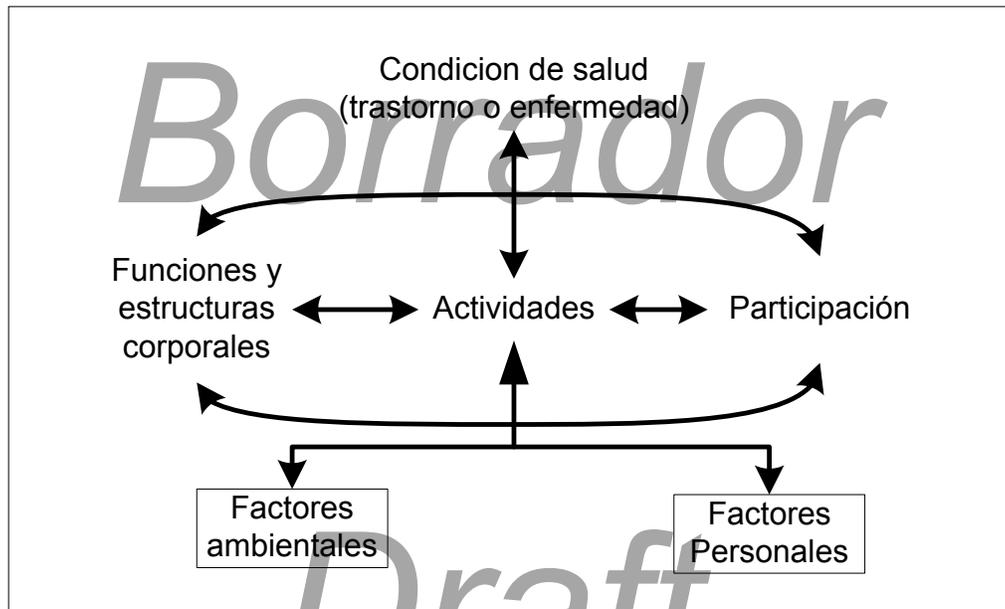 Borrador
Condicion de salud
(trastorno o enfermedad)
Funciones y
estructuras
corporales
Actividades
Participación
Factores
ambientales
Factores
Personales
Draft